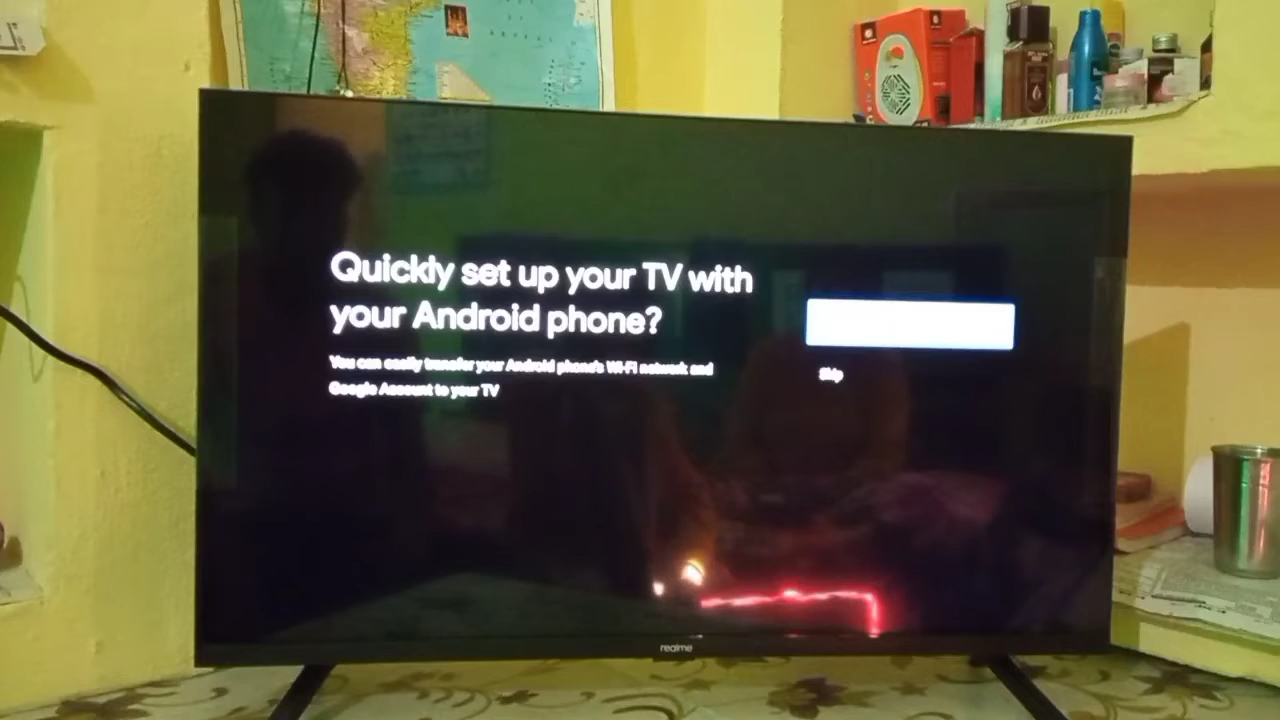 Quickly set up your TV with
your Android phone?
You can easily transfer your Android phone's Wi-Fi network and
Google Account to your TV
Skip
realme